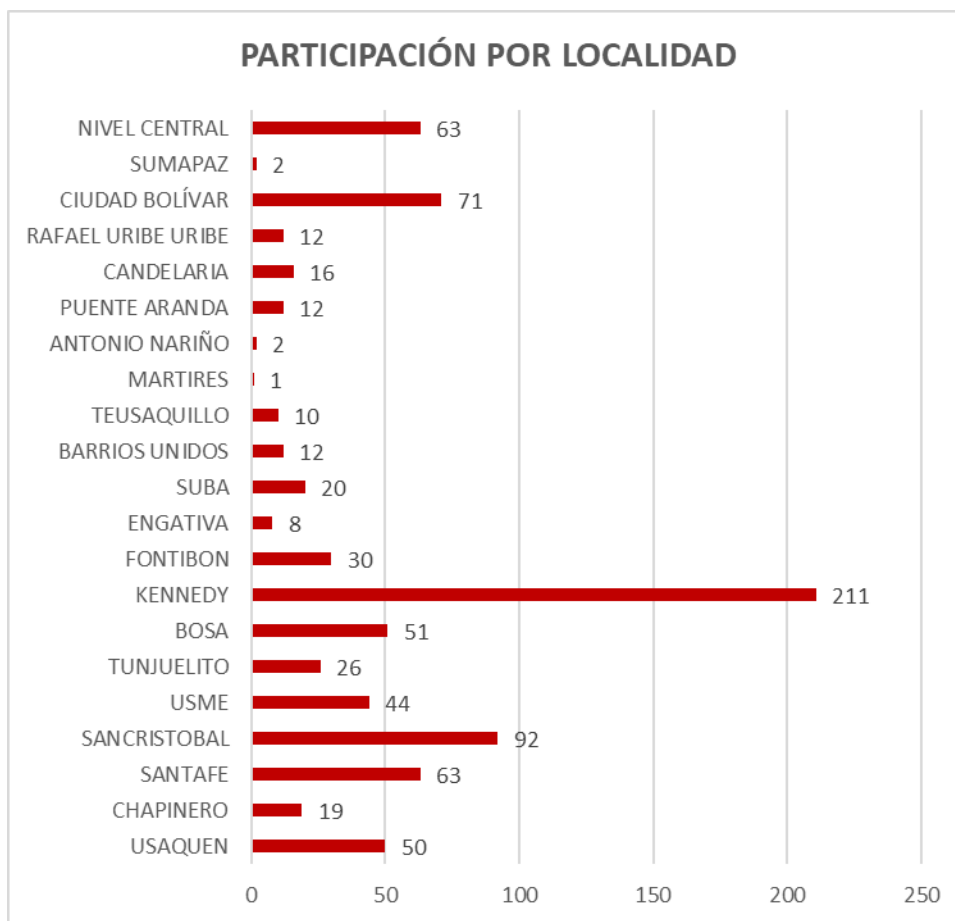 PARTICIPACIÓN POR LOCALIDAD
NIVEL CENTRAL 63
SUMAPAZ 2
CIUDAD BOLÍVAR 71
RAFAEL URIBE URIBE 12
CANDELARIA 16
PUENTE ARANDA 12
ANTONIO NARIÑO 2
MARTIRES 1
TEUSAQUILLO 10
BARRIOS UNIDOS 12
SUBA 20
ENGATIVA 8
FONTIBON 30
KENNEDY 211
BOSA 51
TUNJUELITO 26
USME 44
SANCRISTOBAL 92
SANTAFE 63
CHAPINERO 19
USAQUEN 50
0 50 100 150 200 250